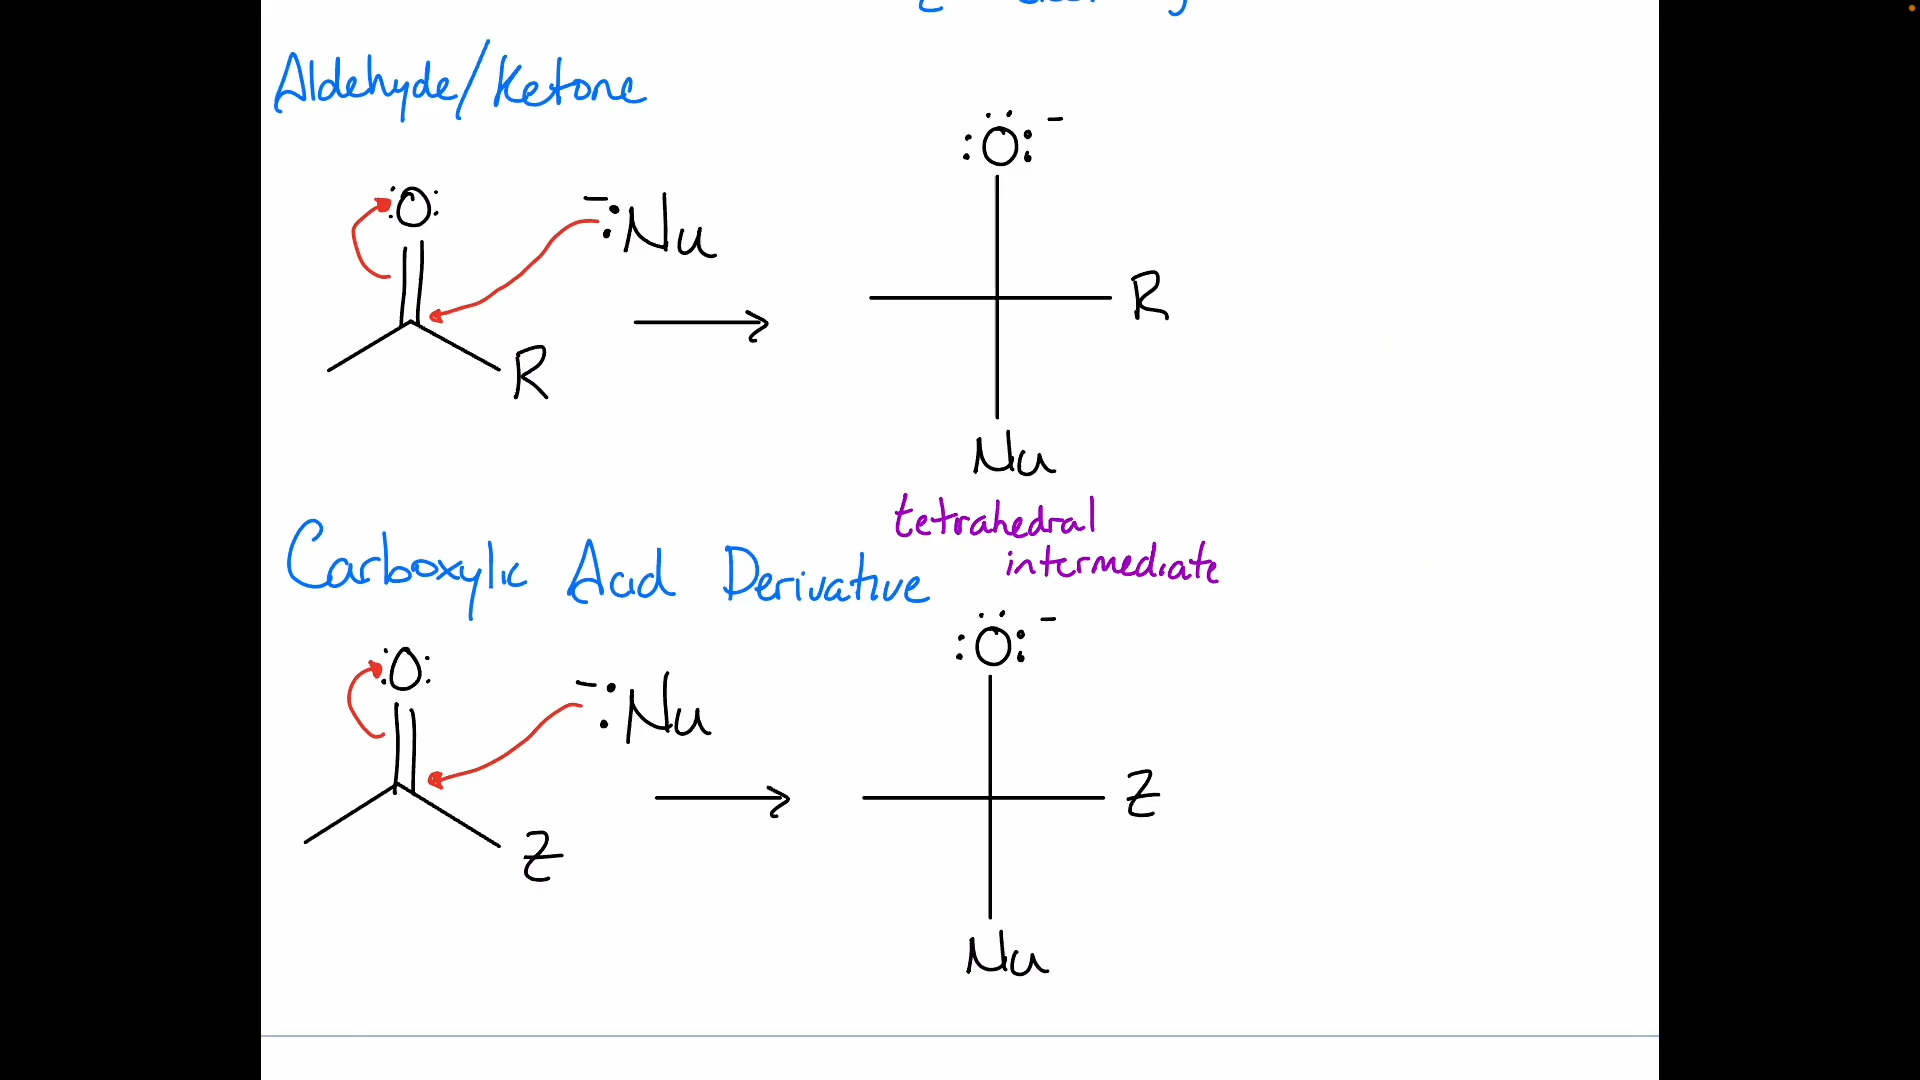 Aldehyde/Ketone
:O:⁻
:O:
⁻:Nu
R
R
Nu
tetrahedral
intermediate
Carboxylic Acid Derivative
:O:⁻
:O:
⁻:Nu
Z
Z
Nu